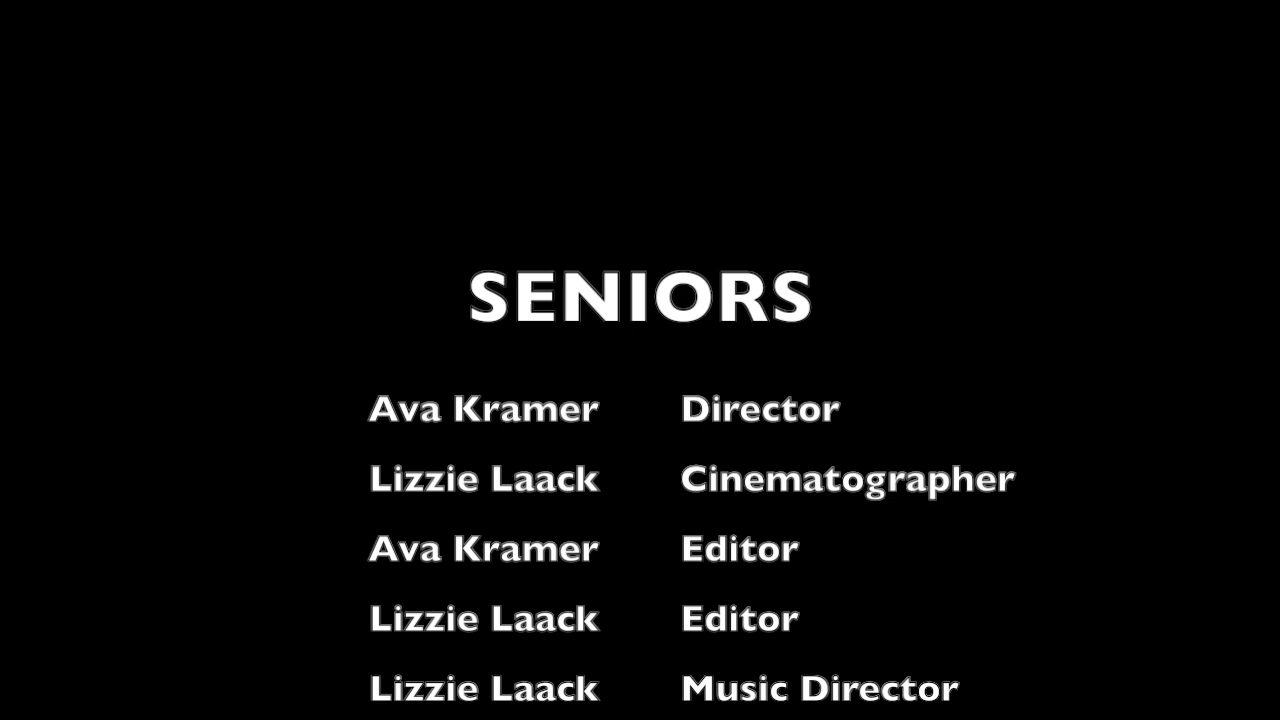 SENIORS
Ava Kramer Director
Lizzie Laack Cinematographer
Ava Kramer Editor
Lizzie Laack Editor
Lizzie Laack Music Director